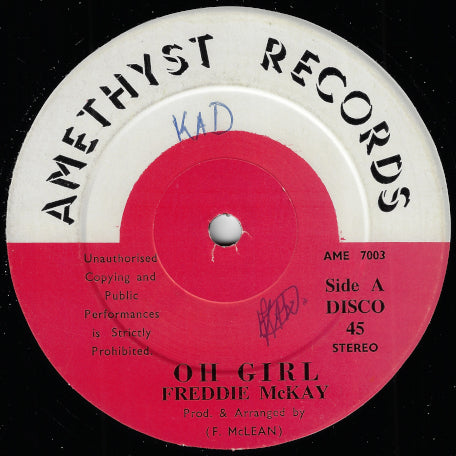 AMETHYST RECORDS
KAD
Unauthorised
Copying and
Public
Performances
is Strictly
Prohibited.
AME 7003
Side A
DISCO
45
STEREO
OH GIRL
FREDDIE McKAY
Prod. & Arranged by
(F. McLEAN)